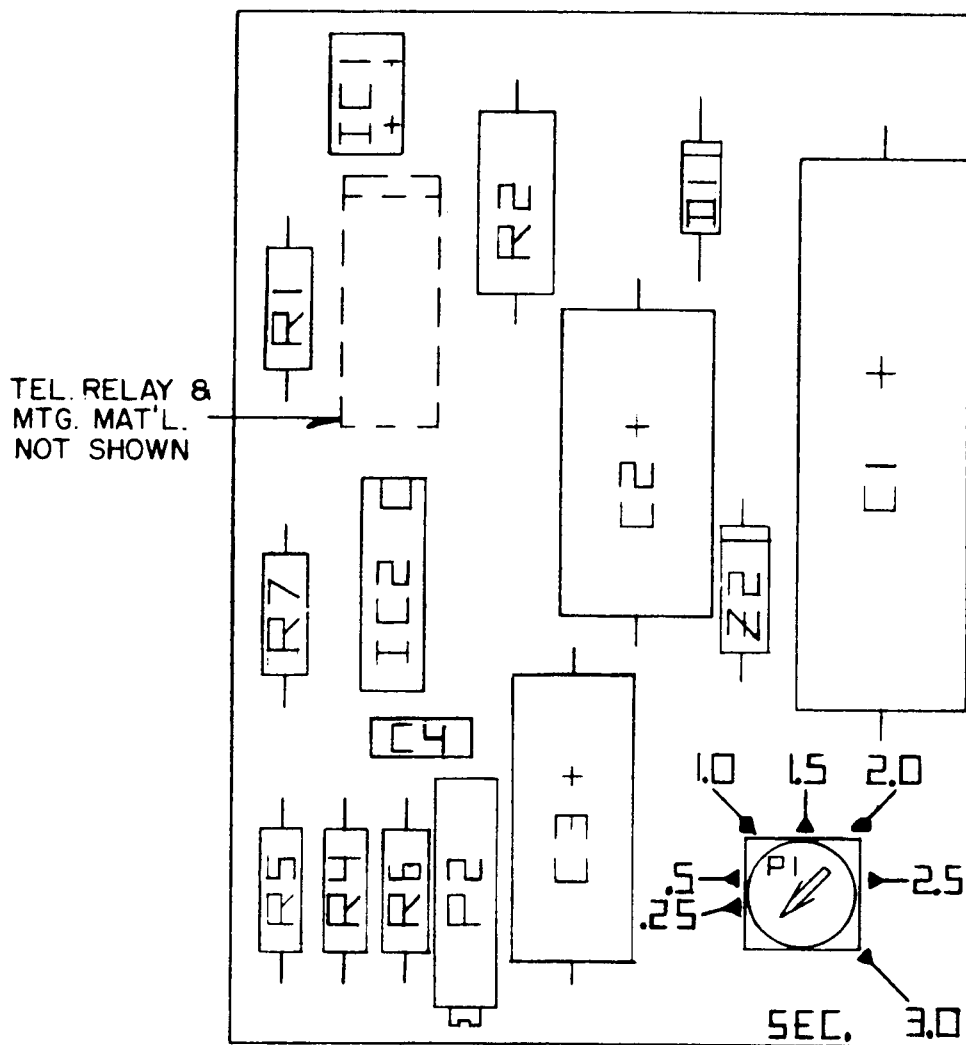 IC1
+ +
R2
D1
R1
TEL. RELAY &
MTG. MAT'L.
NOT SHOWN
C2 +
C1 +
IC2
R7
Z2
C4
C3 +
1.0 1.5 2.0
R5 R4 R6 P2
P1
.5
.25
2.5
SEC. 3.0